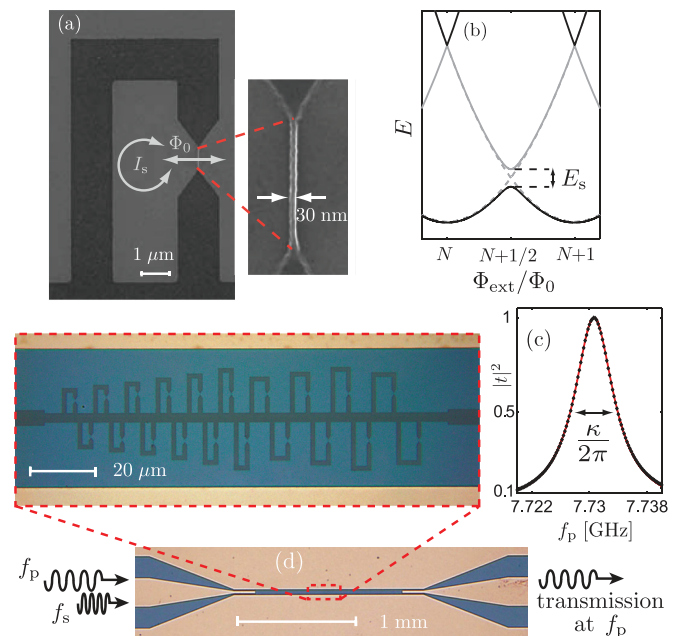 (a)
Φ₀
Iₛ
30 nm
1 μm
(b)
E
Eₛ
N
N+1/2
N+1
Φₑₓₜ/Φ₀
(c)
|t|²
1
0.5
0.1
κ
2π
7.722
7.73
7.738
fₚ [GHz]
20 μm
(d)
fₚ
fₛ
1 mm
transmission
at fₚ